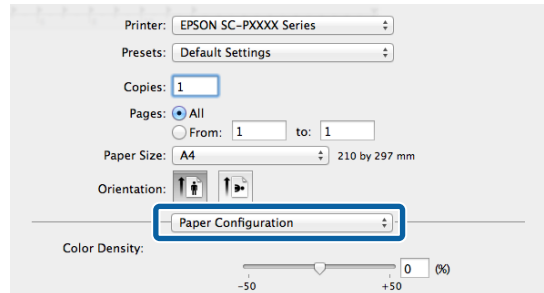 Printer: EPSON SC-PXXXX Series
Presets: Default Settings
Copies: 1
Pages: All
From: 1 to: 1
Paper Size: A4 210 by 297 mm
Orientation:
Paper Configuration
Color Density:
0 (%)
-50 +50